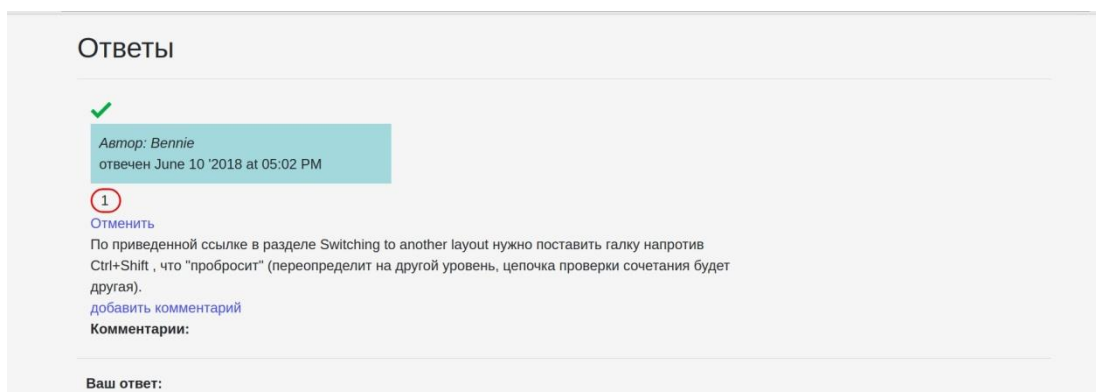 Ответы
Автор: Bennie
отвечен June 10 '2018 at 05:02 PM
1
Отменить
По приведенной ссылке в разделе Switching to another layout нужно поставить галку напротив
Ctrl+Shift , что "пробросит" (переопределит на другой уровень, цепочка проверки сочетания будет
другая).
добавить комментарий
Комментарии:
Ваш ответ: